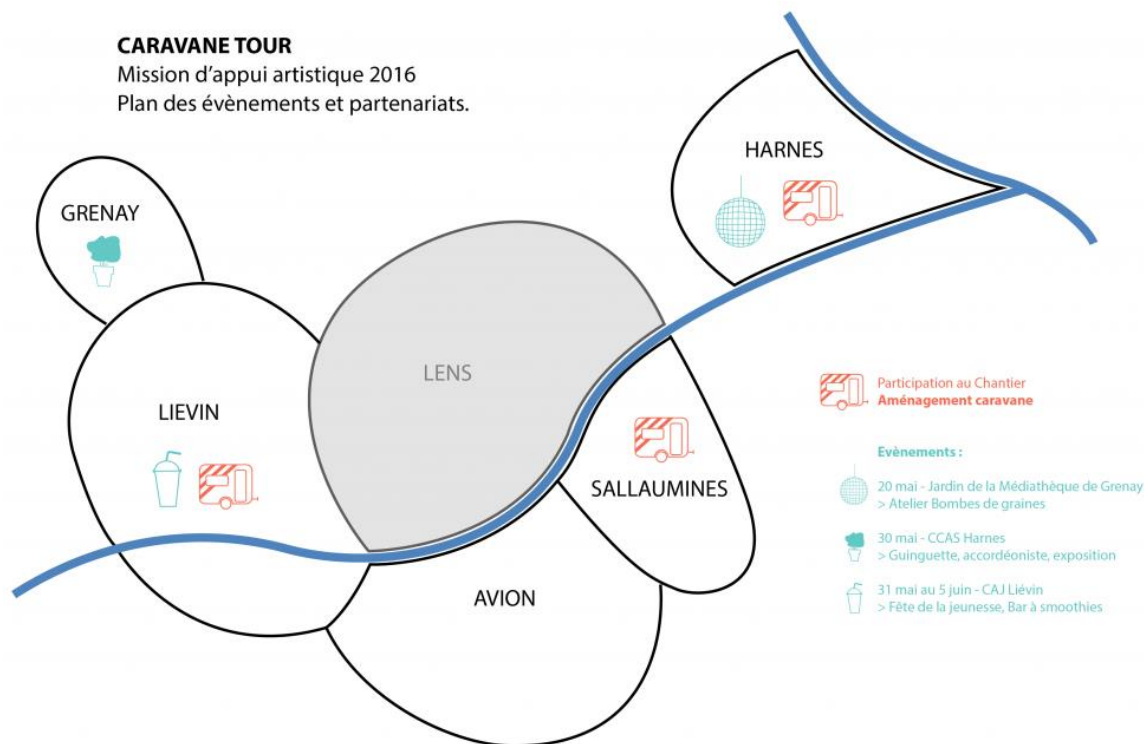 CARAVANE TOUR
Mission d'appui artistique 2016
Plan des évènements et partenariats.
HARNES
GRENAY
LENS
LIEVIN
SALLAUMINES
AVION
Participation au Chantier
Aménagement caravane
Evènements :
20 mai - Jardin de la Médiathèque de Grenay
> Atelier Bombes de graines
30 mai - CCAS Harnes
> Guinguette, accordéoniste, exposition
31 mai au 5 juin - CAJ Liévin
> Fête de la jeunesse, Bar à smoothies